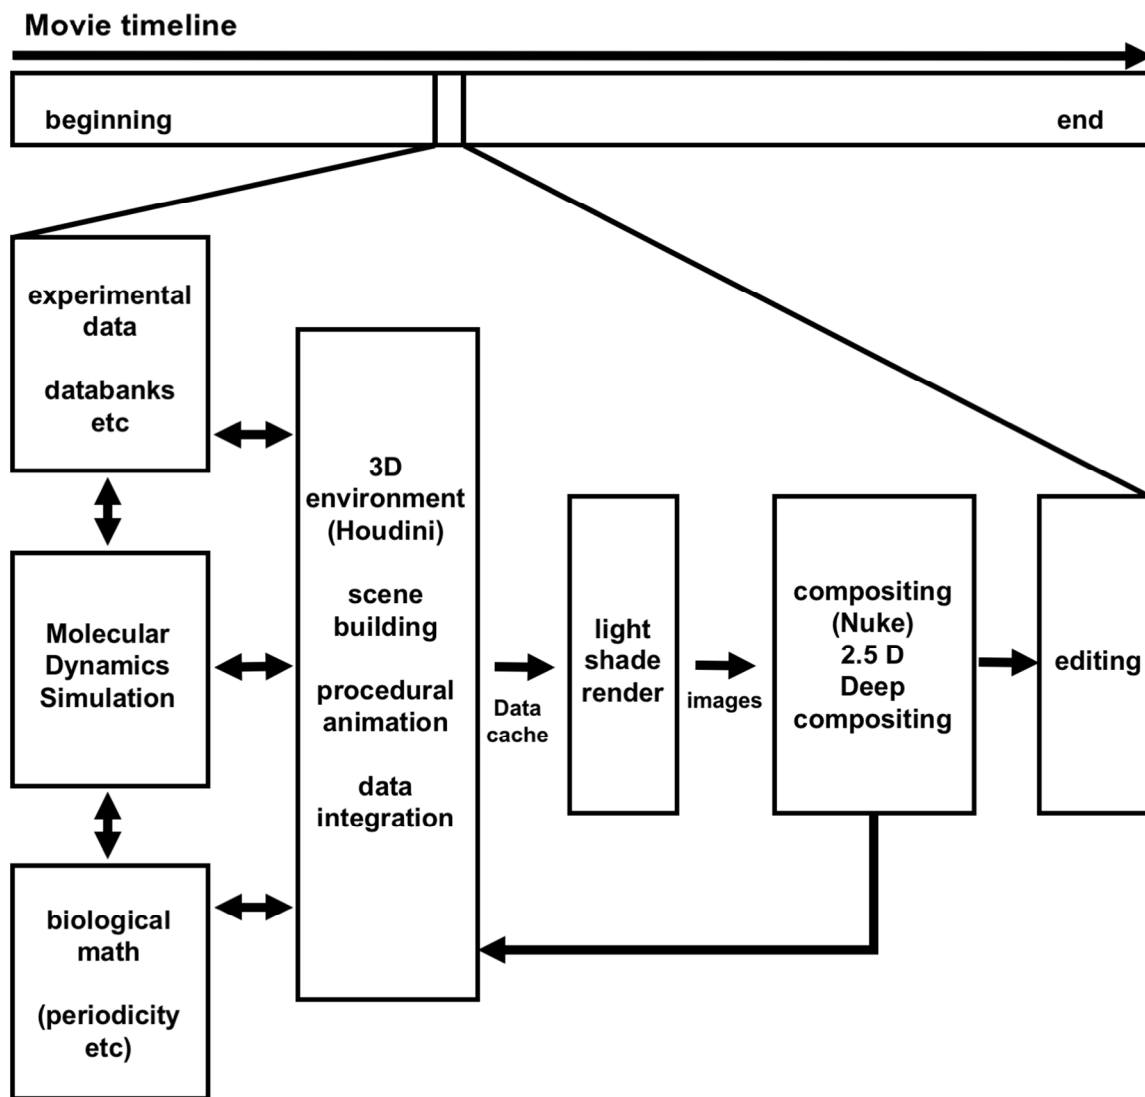 Movie timeline
beginning
end
experimental
data
databanks
etc
Molecular
Dynamics
Simulation
biological
math
(periodicity
etc)
3D
environment
(Houdini)
scene
building
procedural
animation
data
integration
Data
cache
light
shade
render
images
compositing
(Nuke)
2.5 D
Deep
compositing
editing